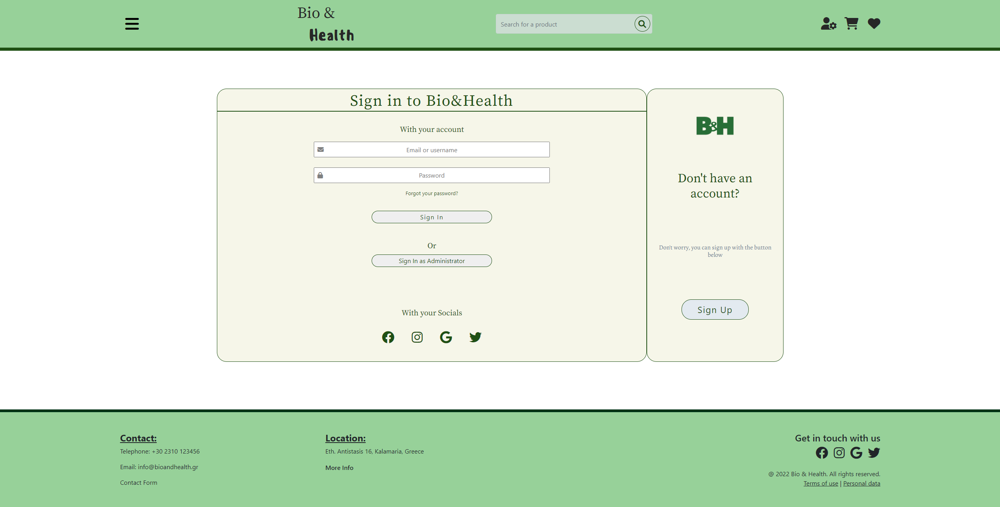 Bio &
Health
Search for a product
Sign in to Bio&Health
With your account
Email or username
Password
Forgot your password?
Sign In
Or
Sign In as Administrator
With your Socials
B&H
Don't have an
account?
Don't worry, you can sign up with the button
below
Sign Up
Contact:
Telephone: +30 2310 123456
Email: info@bioandhealth.gr
Contact Form
Location:
Eth. Antistasis 16, Kalamaria, Greece
More Info
Get in touch with us
@ 2022 Bio & Health. All rights reserved.
Terms of use | Personal data